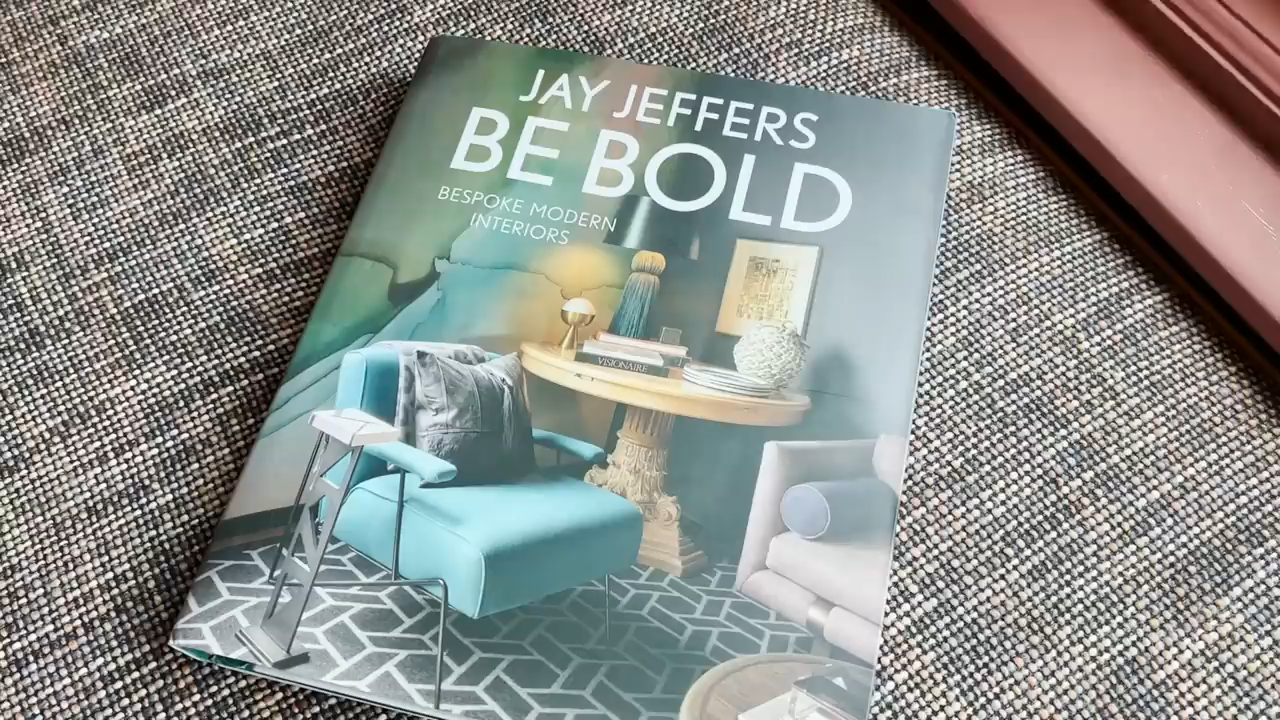 JAY JEFFERS
BE BOLD
BESPOKE MODERN
INTERIORS
VISIONAIRE